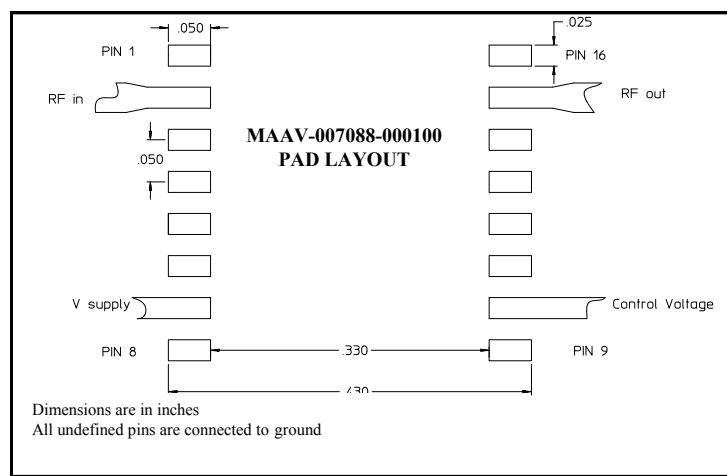 .050
.025
PIN 1
PIN 16
RF in
RF out
MAAV-007088-000100
PAD LAYOUT
.050
V supply
Control Voltage
PIN 8
.330
PIN 9
.430
Dimensions are in inches
All undefined pins are connected to ground